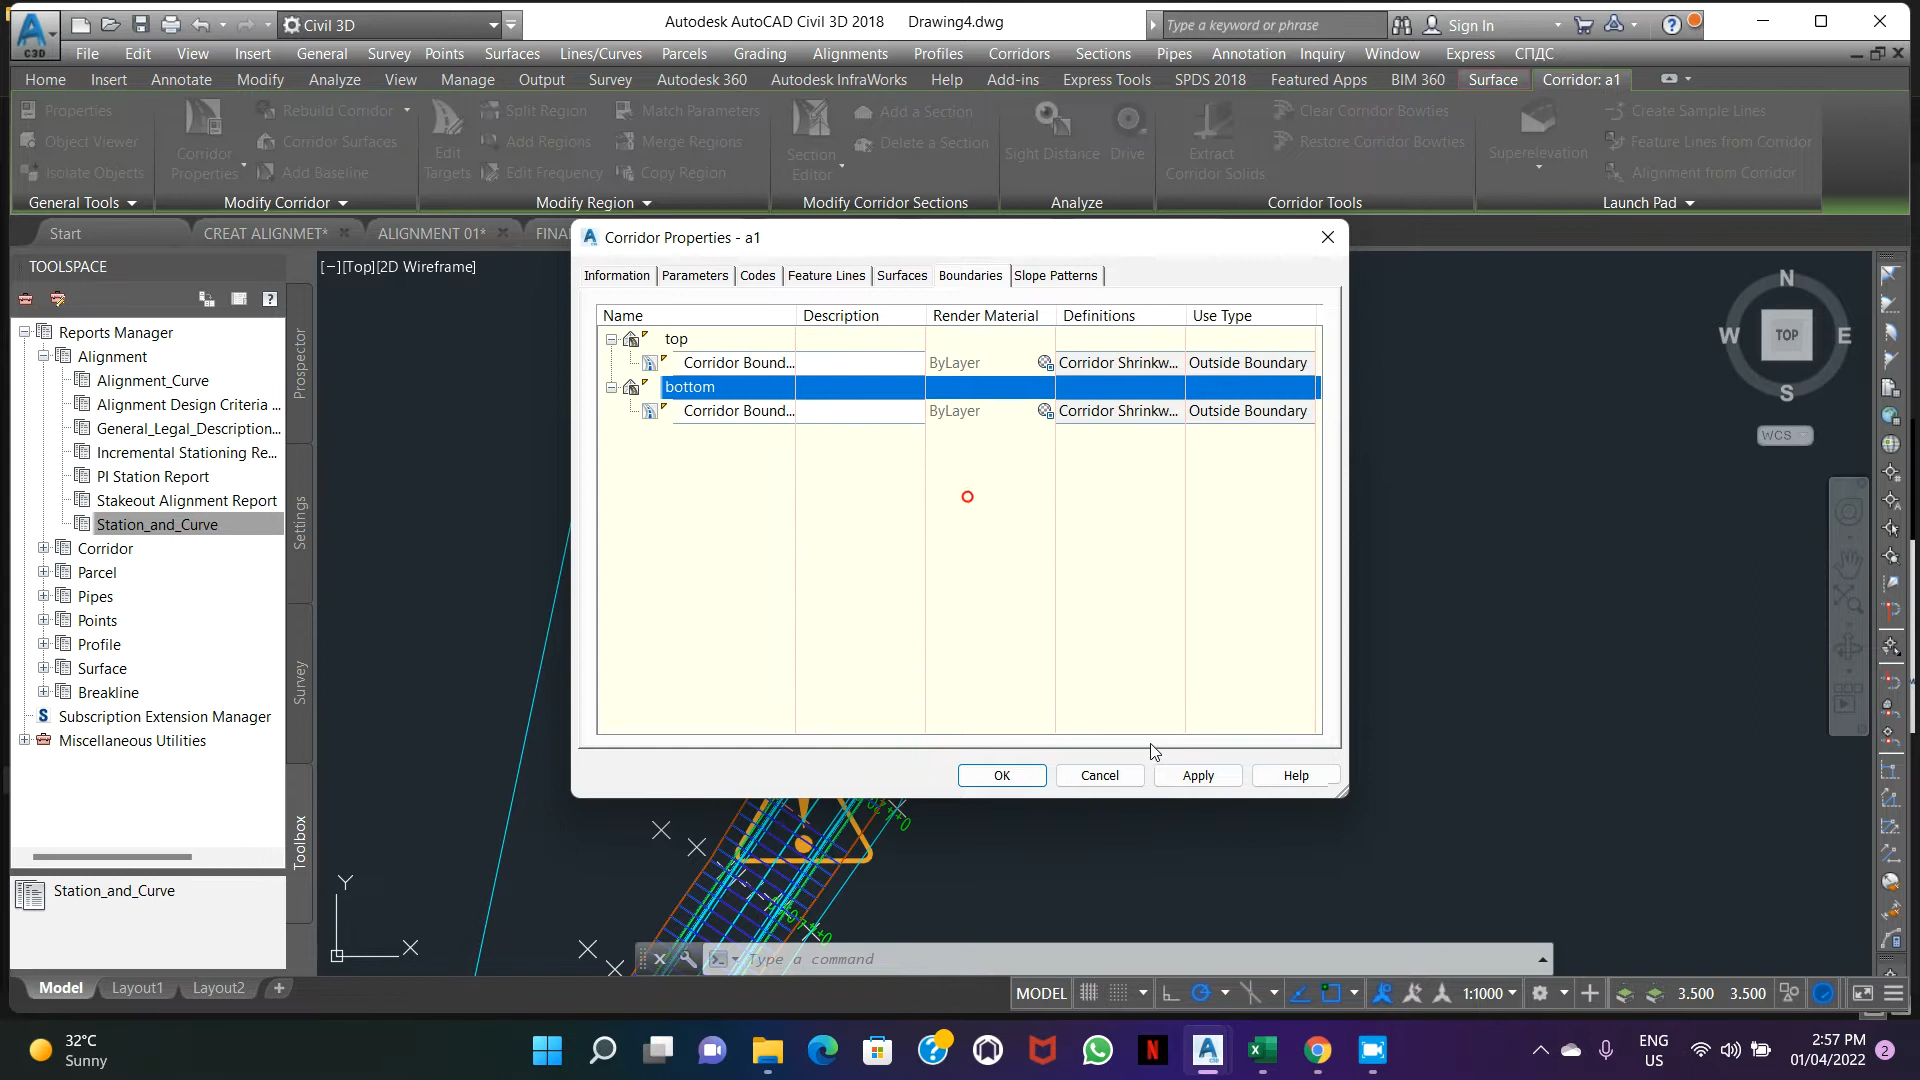 C3D
Civil 3D
Autodesk AutoCAD Civil 3D 2018 Drawing4.dwg
Type a keyword or phrase
Sign In
File Edit View Insert General Survey Points Surfaces Lines/Curves Parcels Grading Alignments Profiles Corridors Sections Pipes Annotation Inquiry Window Express СПДС
Home Insert Annotate Modify Analyze View Manage Output Survey Autodesk 360 Autodesk InfraWorks Help Add-ins Express Tools SPDS 2018 Featured Apps BIM 360 Surface Corridor: a1
Properties
Object Viewer
Isolate Objects
General Tools
Corridor
Properties
Rebuild Corridor
Corridor Surfaces
Add Baseline
Modify Corridor
Edit
Targets
Split Region
Add Regions
Edit Frequency
Match Parameters
Merge Regions
Copy Region
Modify Region
Section
Editor
Add a Section
Delete a Section
Modify Corridor Sections
Sight Distance
Drive
Analyze
Extract
Corridor Solids
Clear Corridor Bowties
Restore Corridor Bowties
Corridor Tools
Superelevation
Create Sample Lines
Feature Lines from Corridor
Alignment from Corridor
Launch Pad
Start
CREAT ALIGNMET*
ALIGNMENT 01*
FINA
TOOLSPACE
Reports Manager
Alignment
Alignment_Curve
Alignment Design Criteria ...
General_Legal_Description...
Incremental Stationing Re...
PI Station Report
Stakeout Alignment Report
Station_and_Curve
Corridor
Parcel
Pipes
Points
Profile
Surface
Breakline
Subscription Extension Manager
Miscellaneous Utilities
Prospector
Settings
Survey
Toolbox
Station_and_Curve
[−][Top][2D Wireframe]
Corridor Properties - a1
Information Parameters Codes Feature Lines Surfaces Boundaries Slope Patterns
Name Description Render Material Definitions Use Type
top
Corridor Bound... ByLayer Corridor Shrinkw... Outside Boundary
bottom
Corridor Bound... ByLayer Corridor Shrinkw... Outside Boundary
OK Cancel Apply Help
N
W TOP E
S
WCS
Y
X
Type a command
Model Layout1 Layout2 +
MODEL 1:1000 3.500 3.500
32°C
Sunny
ENG
US
2:57 PM
01/04/2022
2